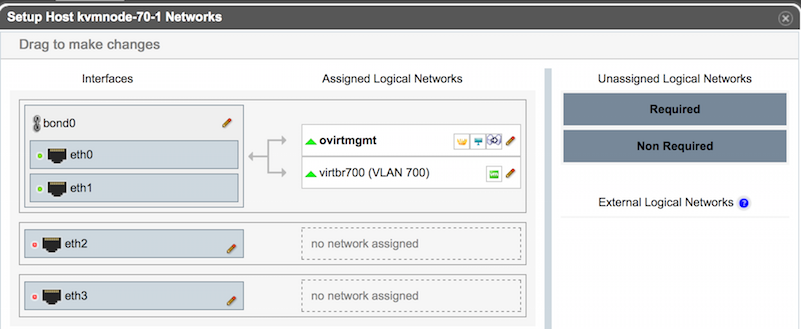 Setup Host kvmnode-70-1 Networks
Drag to make changes
Interfaces
Assigned Logical Networks
Unassigned Logical Networks
bond0
eth0
eth1
ovirtmgmt
virtbr700 (VLAN 700)
Required
Non Required
External Logical Networks ?
eth2
no network assigned
eth3
no network assigned